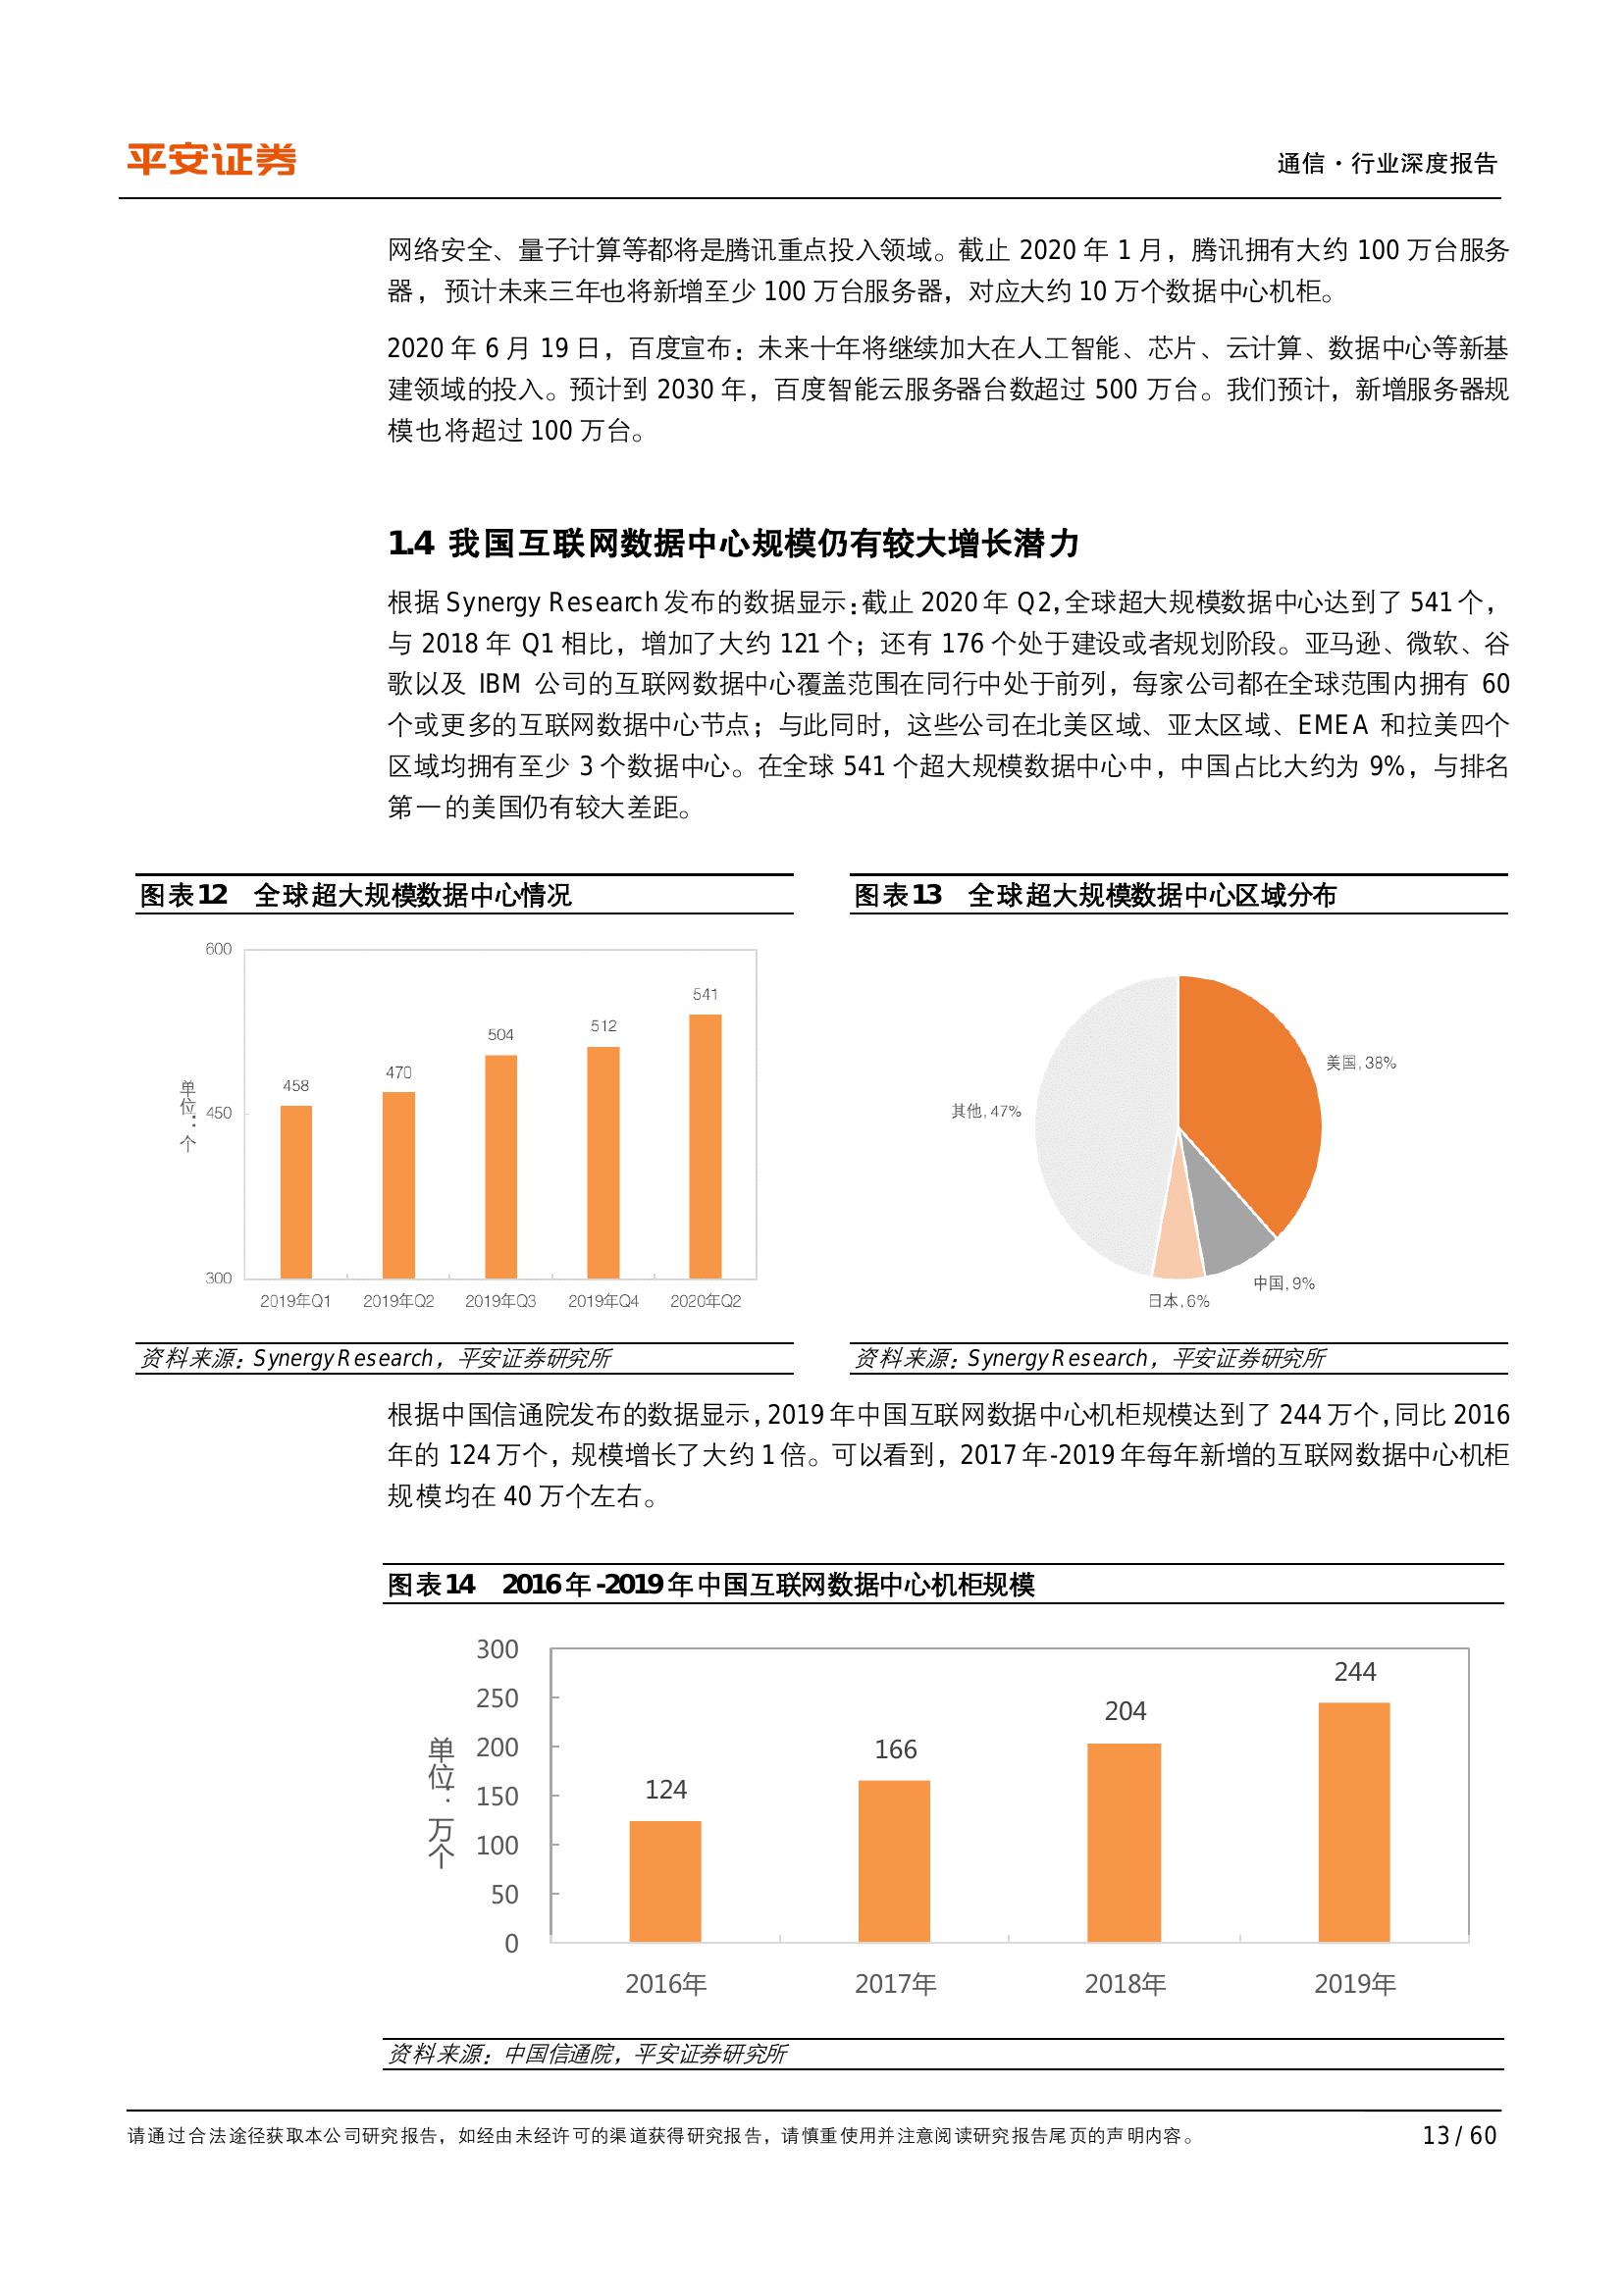 平安证券
通信·行业深度报告
网络安全、量子计算等都将是腾讯重点投入领域。截止 2020 年 1 月，腾讯拥有大约 100 万台服务
器，预计未来三年也将新增至少 100 万台服务器，对应大约 10 万个数据中心机柜。
2020 年 6 月 19 日，百度宣布：未来十年将继续加大在人工智能、芯片、云计算、数据中心等新基
建领域的投入。预计到 2030 年，百度智能云服务器台数超过 500 万台。我们预计，新增服务器规
模也将超过 100 万台。
1.4 我国互联网数据中心规模仍有较大增长潜力
根据 Synergy Research 发布的数据显示：截止 2020 年 Q2，全球超大规模数据中心达到了 541 个，
与 2018 年 Q1 相比，增加了大约 121 个；还有 176 个处于建设或者规划阶段。亚马逊、微软、谷
歌以及 IBM 公司的互联网数据中心覆盖范围在同行中处于前列，每家公司都在全球范围内拥有 60
个或更多的互联网数据中心节点；与此同时，这些公司在北美区域、亚太区域、EMEA 和拉美四个
区域均拥有至少 3 个数据中心。在全球 541 个超大规模数据中心中，中国占比大约为 9%，与排名
第一的美国仍有较大差距。
图表12 全球超大规模数据中心情况
600
450
300
单位：个
458
470
504
512
541
2019年Q1
2019年Q2
2019年Q3
2019年Q4
2020年Q2
资料来源：Synergy Research，平安证券研究所
图表13 全球超大规模数据中心区域分布
美国, 38%
其他, 47%
中国, 9%
日本, 6%
资料来源：Synergy Research，平安证券研究所
根据中国信通院发布的数据显示，2019 年中国互联网数据中心机柜规模达到了 244 万个，同比 2016
年的 124 万个，规模增长了大约 1 倍。可以看到，2017 年-2019 年每年新增的互联网数据中心机柜
规模均在 40 万个左右。
图表14 2016年-2019年中国互联网数据中心机柜规模
300
250
200
150
100
50
0
单位：万个
124
166
204
244
2016年
2017年
2018年
2019年
资料来源：中国信通院，平安证券研究所
请通过合法途径获取本公司研究报告，如经由未经许可的渠道获得研究报告，请慎重使用并注意阅读研究报告尾页的声明内容。
13 / 60